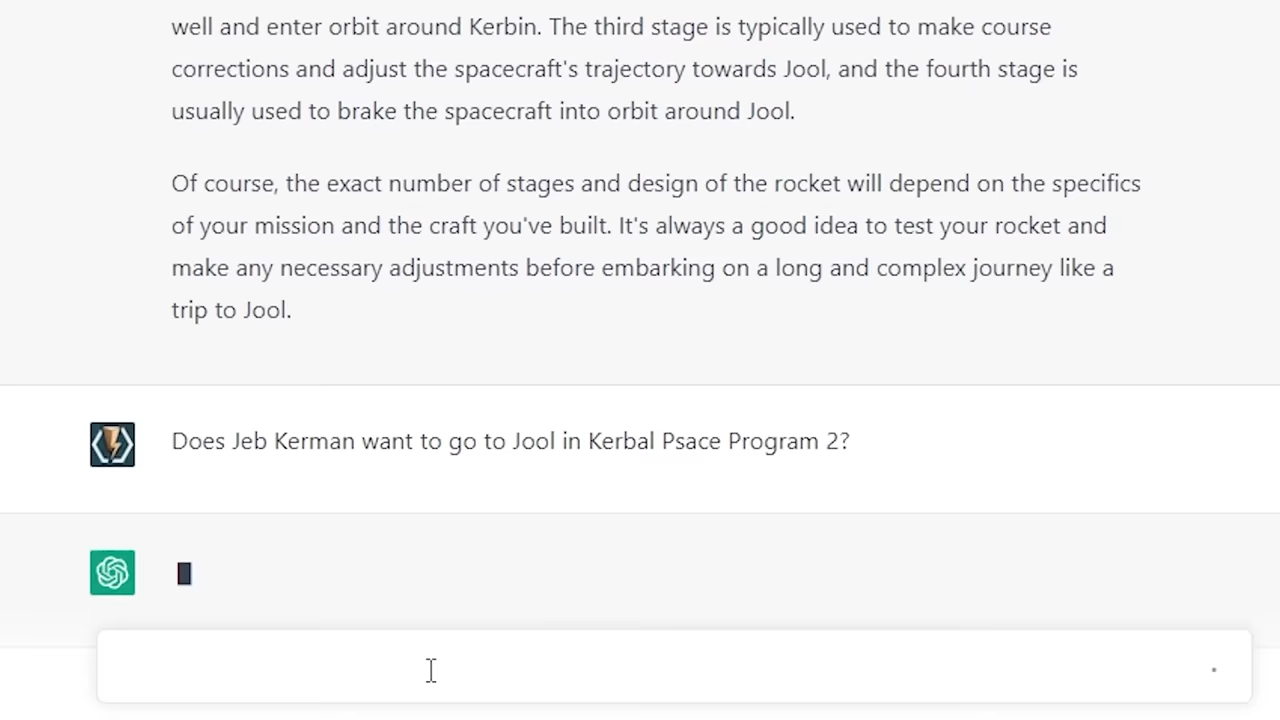 well and enter orbit around Kerbin. The third stage is typically used to make course
corrections and adjust the spacecraft's trajectory towards Jool, and the fourth stage is
usually used to brake the spacecraft into orbit around Jool.
Of course, the exact number of stages and design of the rocket will depend on the specifics
of your mission and the craft you've built. It's always a good idea to test your rocket and
make any necessary adjustments before embarking on a long and complex journey like a
trip to Jool.
Does Jeb Kerman want to go to Jool in Kerbal Psace Program 2?